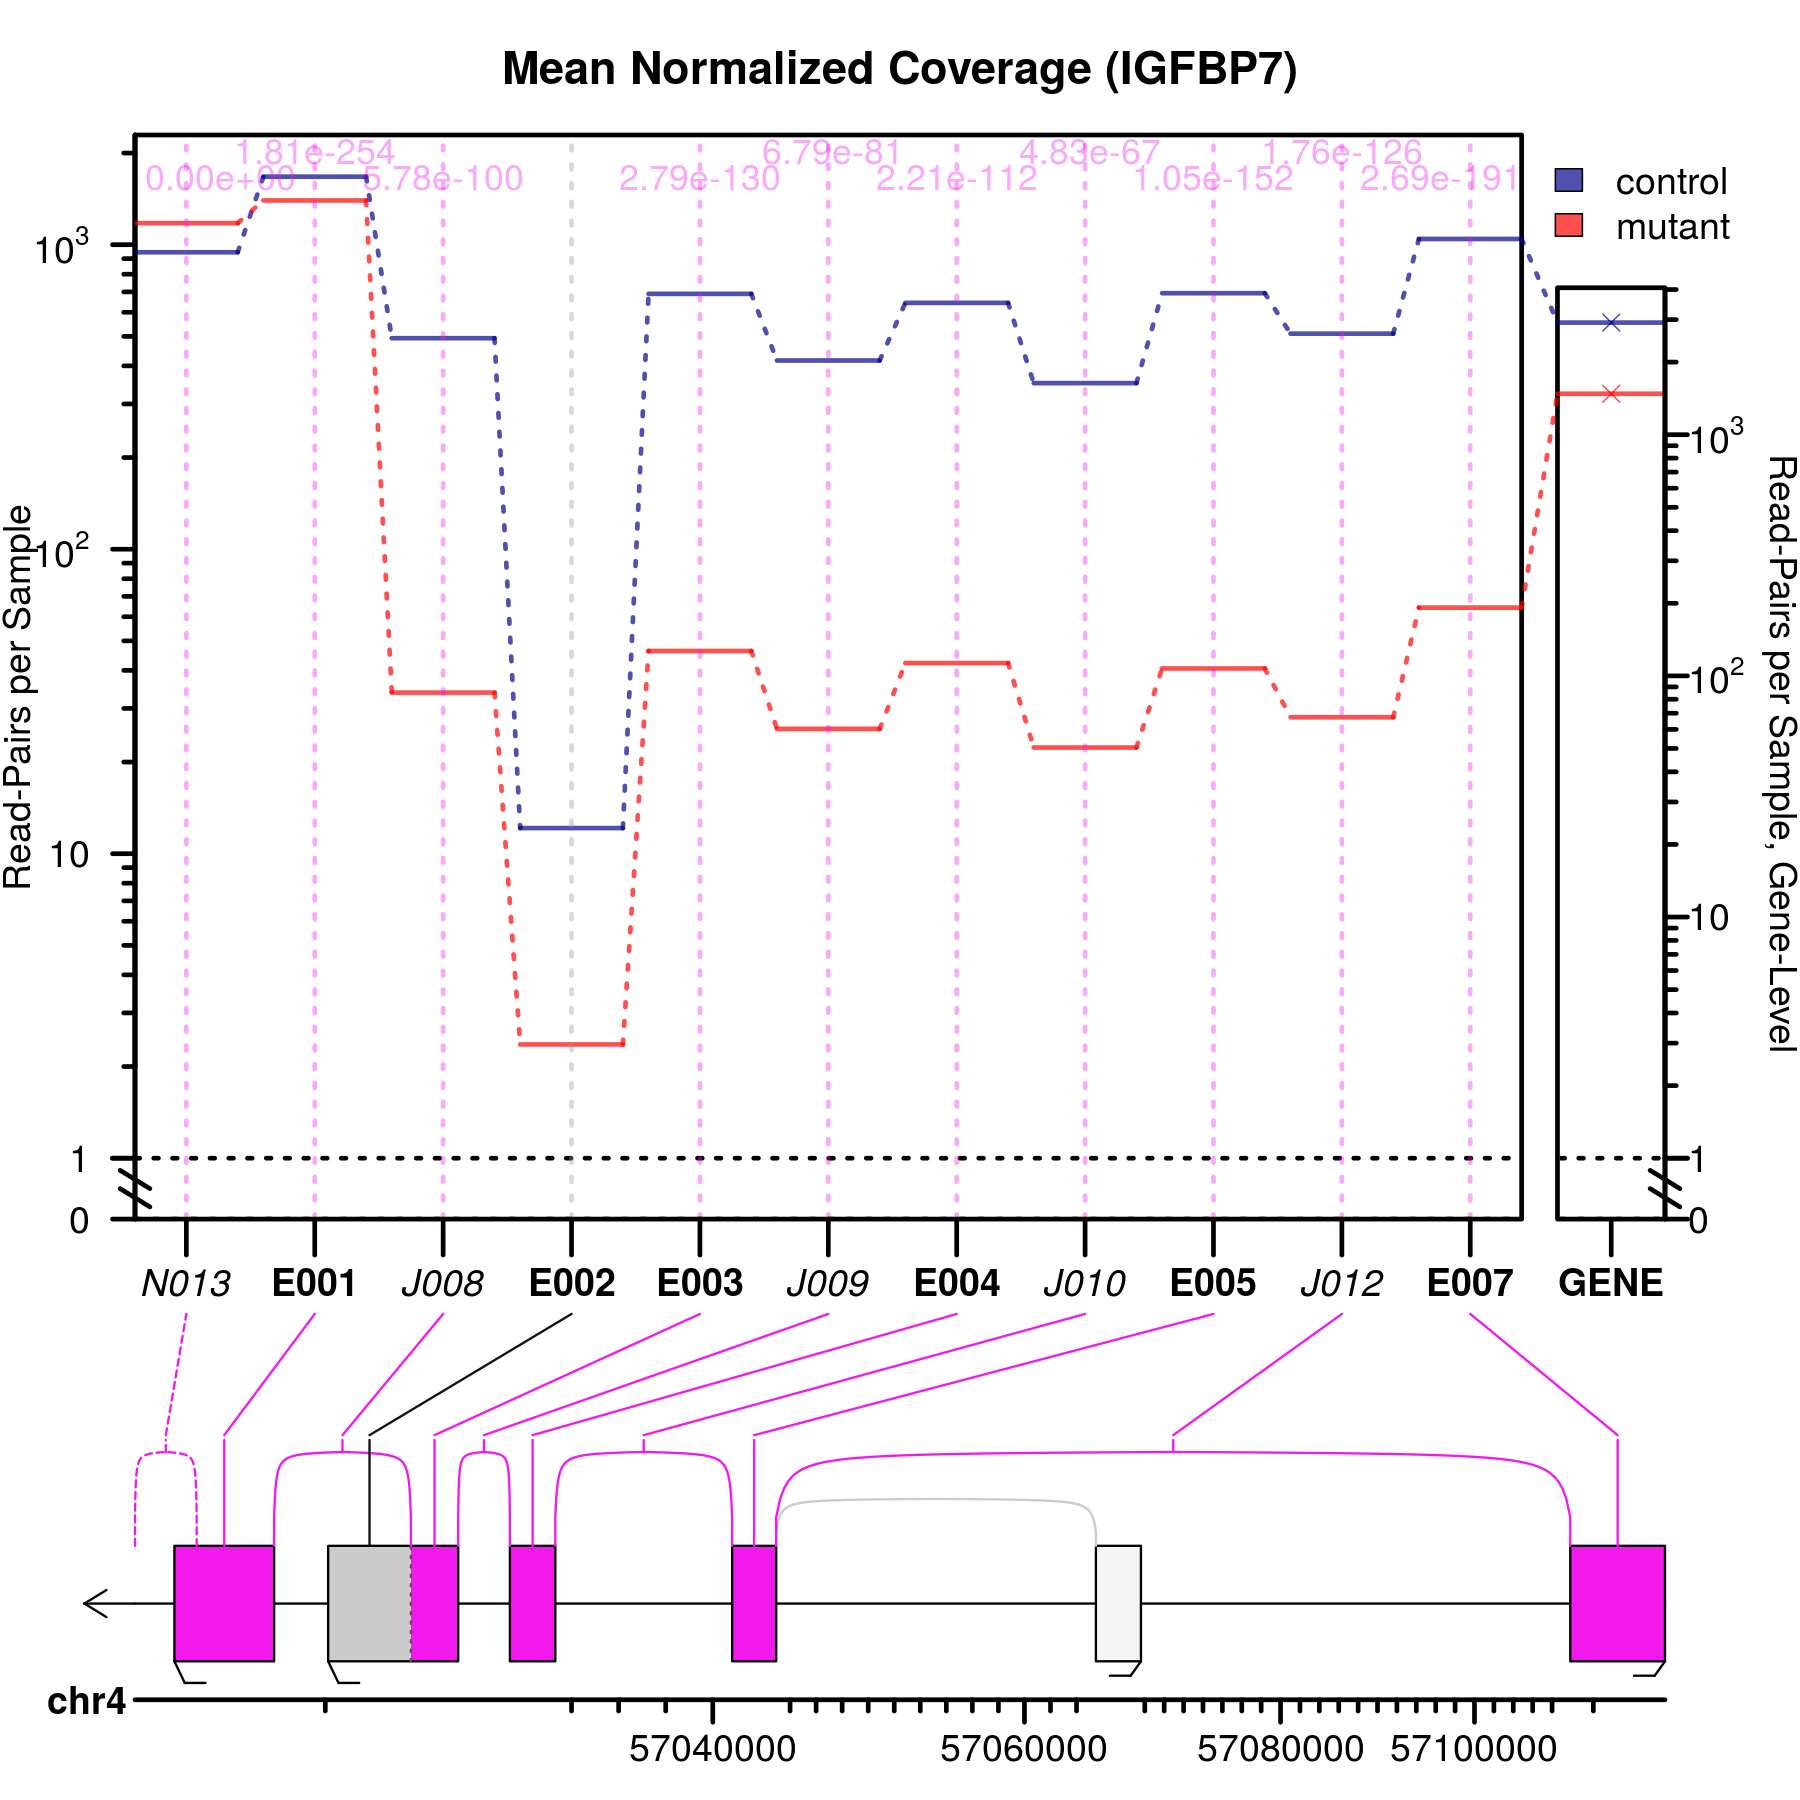 Mean Normalized Coverage (IGFBP7)
1.81e-254 6.79e-81 4.83e-67 1.76e-126
0.00e+00 5.78e-100 2.79e-130 2.21e-112 1.05e-152 2.69e-191
control
mutant
10³
10²
10
1
0
Read-Pairs per Sample
10³
10²
10
1
0
Read-Pairs per Sample, Gene-Level
N013 E001 J008 E002 E003 J009 E004 J010 E005 J012 E007 GENE
chr4
57040000 57060000 57080000 57100000